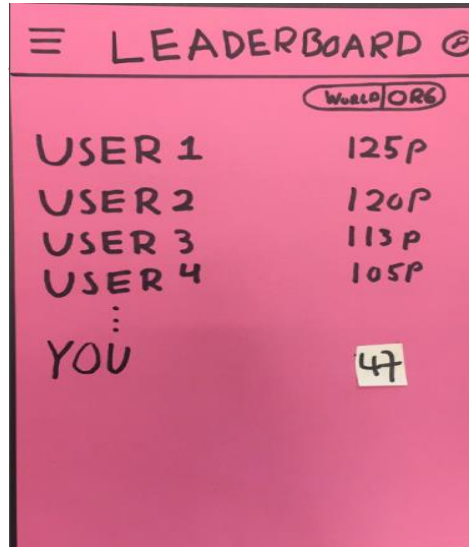 LEADERBOARD
WORLD|ORG
USER 1 125P
USER 2 120P
USER 3 113P
USER 4 105P
⋮
YOU 47